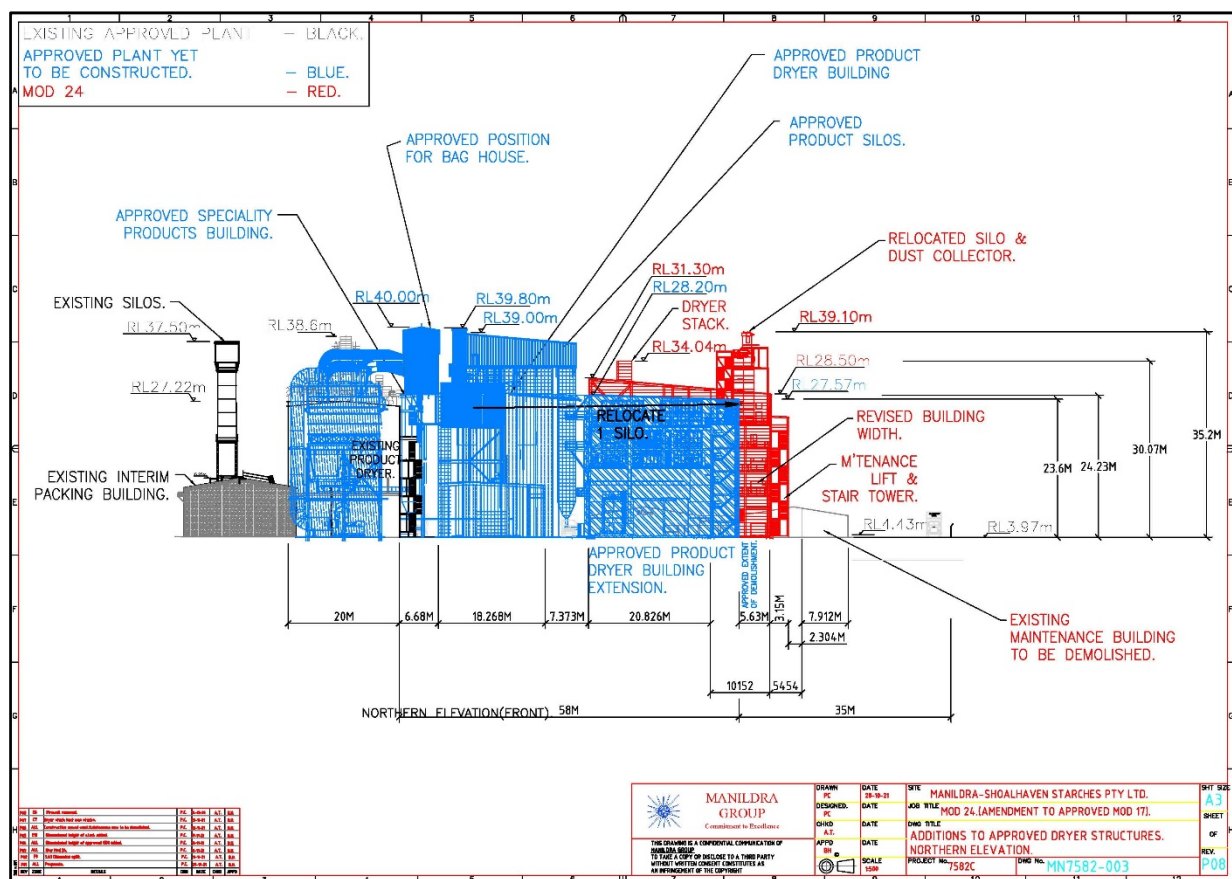 EXISTING APPROVED PLANT – BLACK.
APPROVED PLANT YET
TO BE CONSTRUCTED. – BLUE.
MOD 24 – RED.
APPROVED PRODUCT
DRYER BUILDING
APPROVED
PRODUCT SILOS.
APPROVED POSITION
FOR BAG HOUSE.
APPROVED SPECIALITY
PRODUCTS BUILDING.
RELOCATED SILO &
DUST COLLECTOR.
EXISTING SILOS.
RL37.50m
RL38.6m
RL40.00m
RL39.80m
RL39.00m
RL31.30m
RL28.20m
DRYER
STACK.
RL34.04m
RL39.10m
RL28.50m
RL27.57m
RL27.22m
RELOCATE
1 SILO.
REVISED BUILDING
WIDTH.
EXISTING
PRODUCT
DRYER.
EXISTING INTERIM
PACKING BUILDING.
M'TENANCE
LIFT &
STAIR TOWER.
23.6M
24.23M
30.07M
35.2M
RL4.43m
RL3.97m
APPROVED PRODUCT
DRYER BUILDING
EXTENSION.
APPROVED EXTENT
OF DEMOLISHMENT.
20M
6.68M
18.268M
7.373M
20.826M
5.63M
3.15M
7.912M
2.304M
EXISTING
MAINTENANCE BUILDING
TO BE DEMOLISHED.
10152
5454
NORTHERN ELEVATION(FRONT).
58M
35M
MANILDRA
GROUP
Commitment to Excellence
THIS DRAWING IS A CONFIDENTIAL COMMUNICATION OF
MANILDRA GROUP
TO TAKE A COPY OR DISCLOSE TO A THIRD PARTY
WITHOUT WRITTEN CONSENT CONSTITUTES AS
AN INFRINGEMENT OF THE COPYRIGHT
DRAWN
PC
DATE
28-10-21
DESIGNED.
PC
DATE
CHKD
A.T.
DATE
APPD
DATE
SCALE
SITE MANILDRA-SHOALHAVEN STARCHES PTY LTD.
JOB TITLE MOD 24.(AMENDMENT TO APPROVED MOD 17).
DWG TITLE
ADDITIONS TO APPROVED DRYER STRUCTURES.
NORTHERN ELEVATION.
PROJECT No. 7582C
DWG No. MN7582-003
SHT SIZE
A3
SHEET
OF
REV.
P08